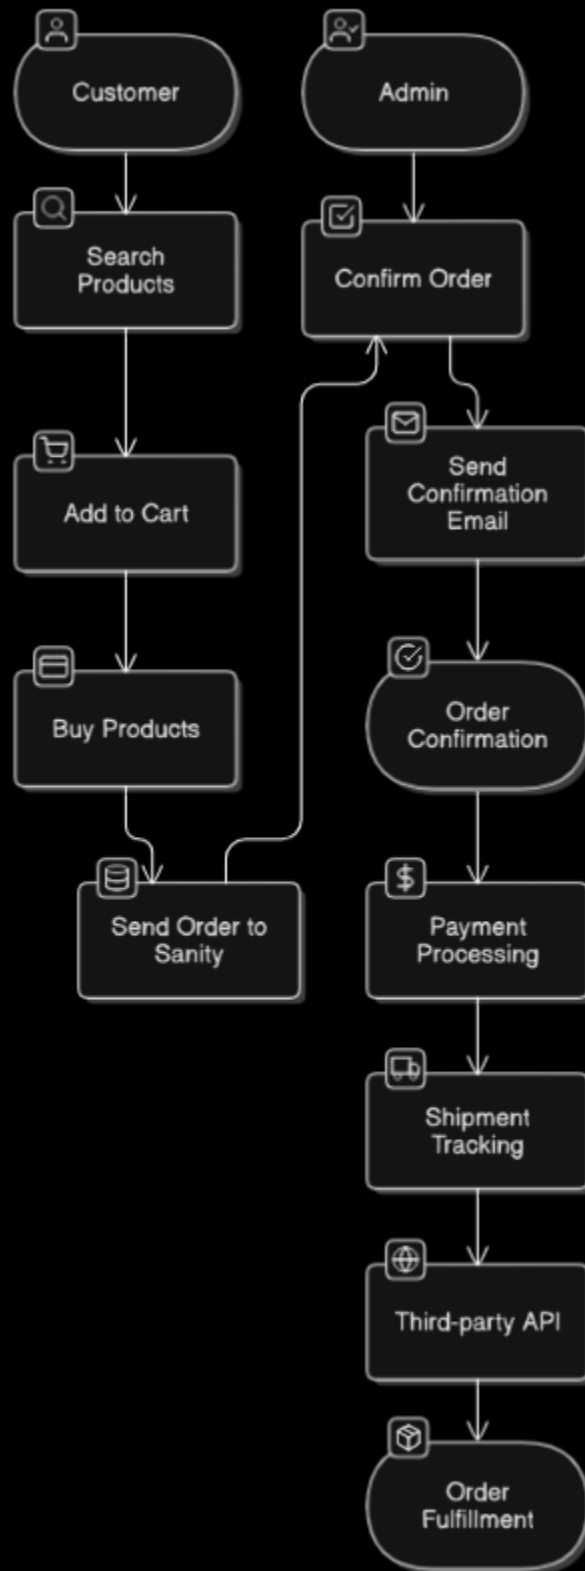 Customer
Search
Products
Add to Cart
Buy Products
Send Order to
Sanity
Admin
Confirm Order
Send
Confirmation
Email
Order
Confirmation
$
Payment
Processing
Shipment
Tracking
Third-party API
Order
Fulfillment